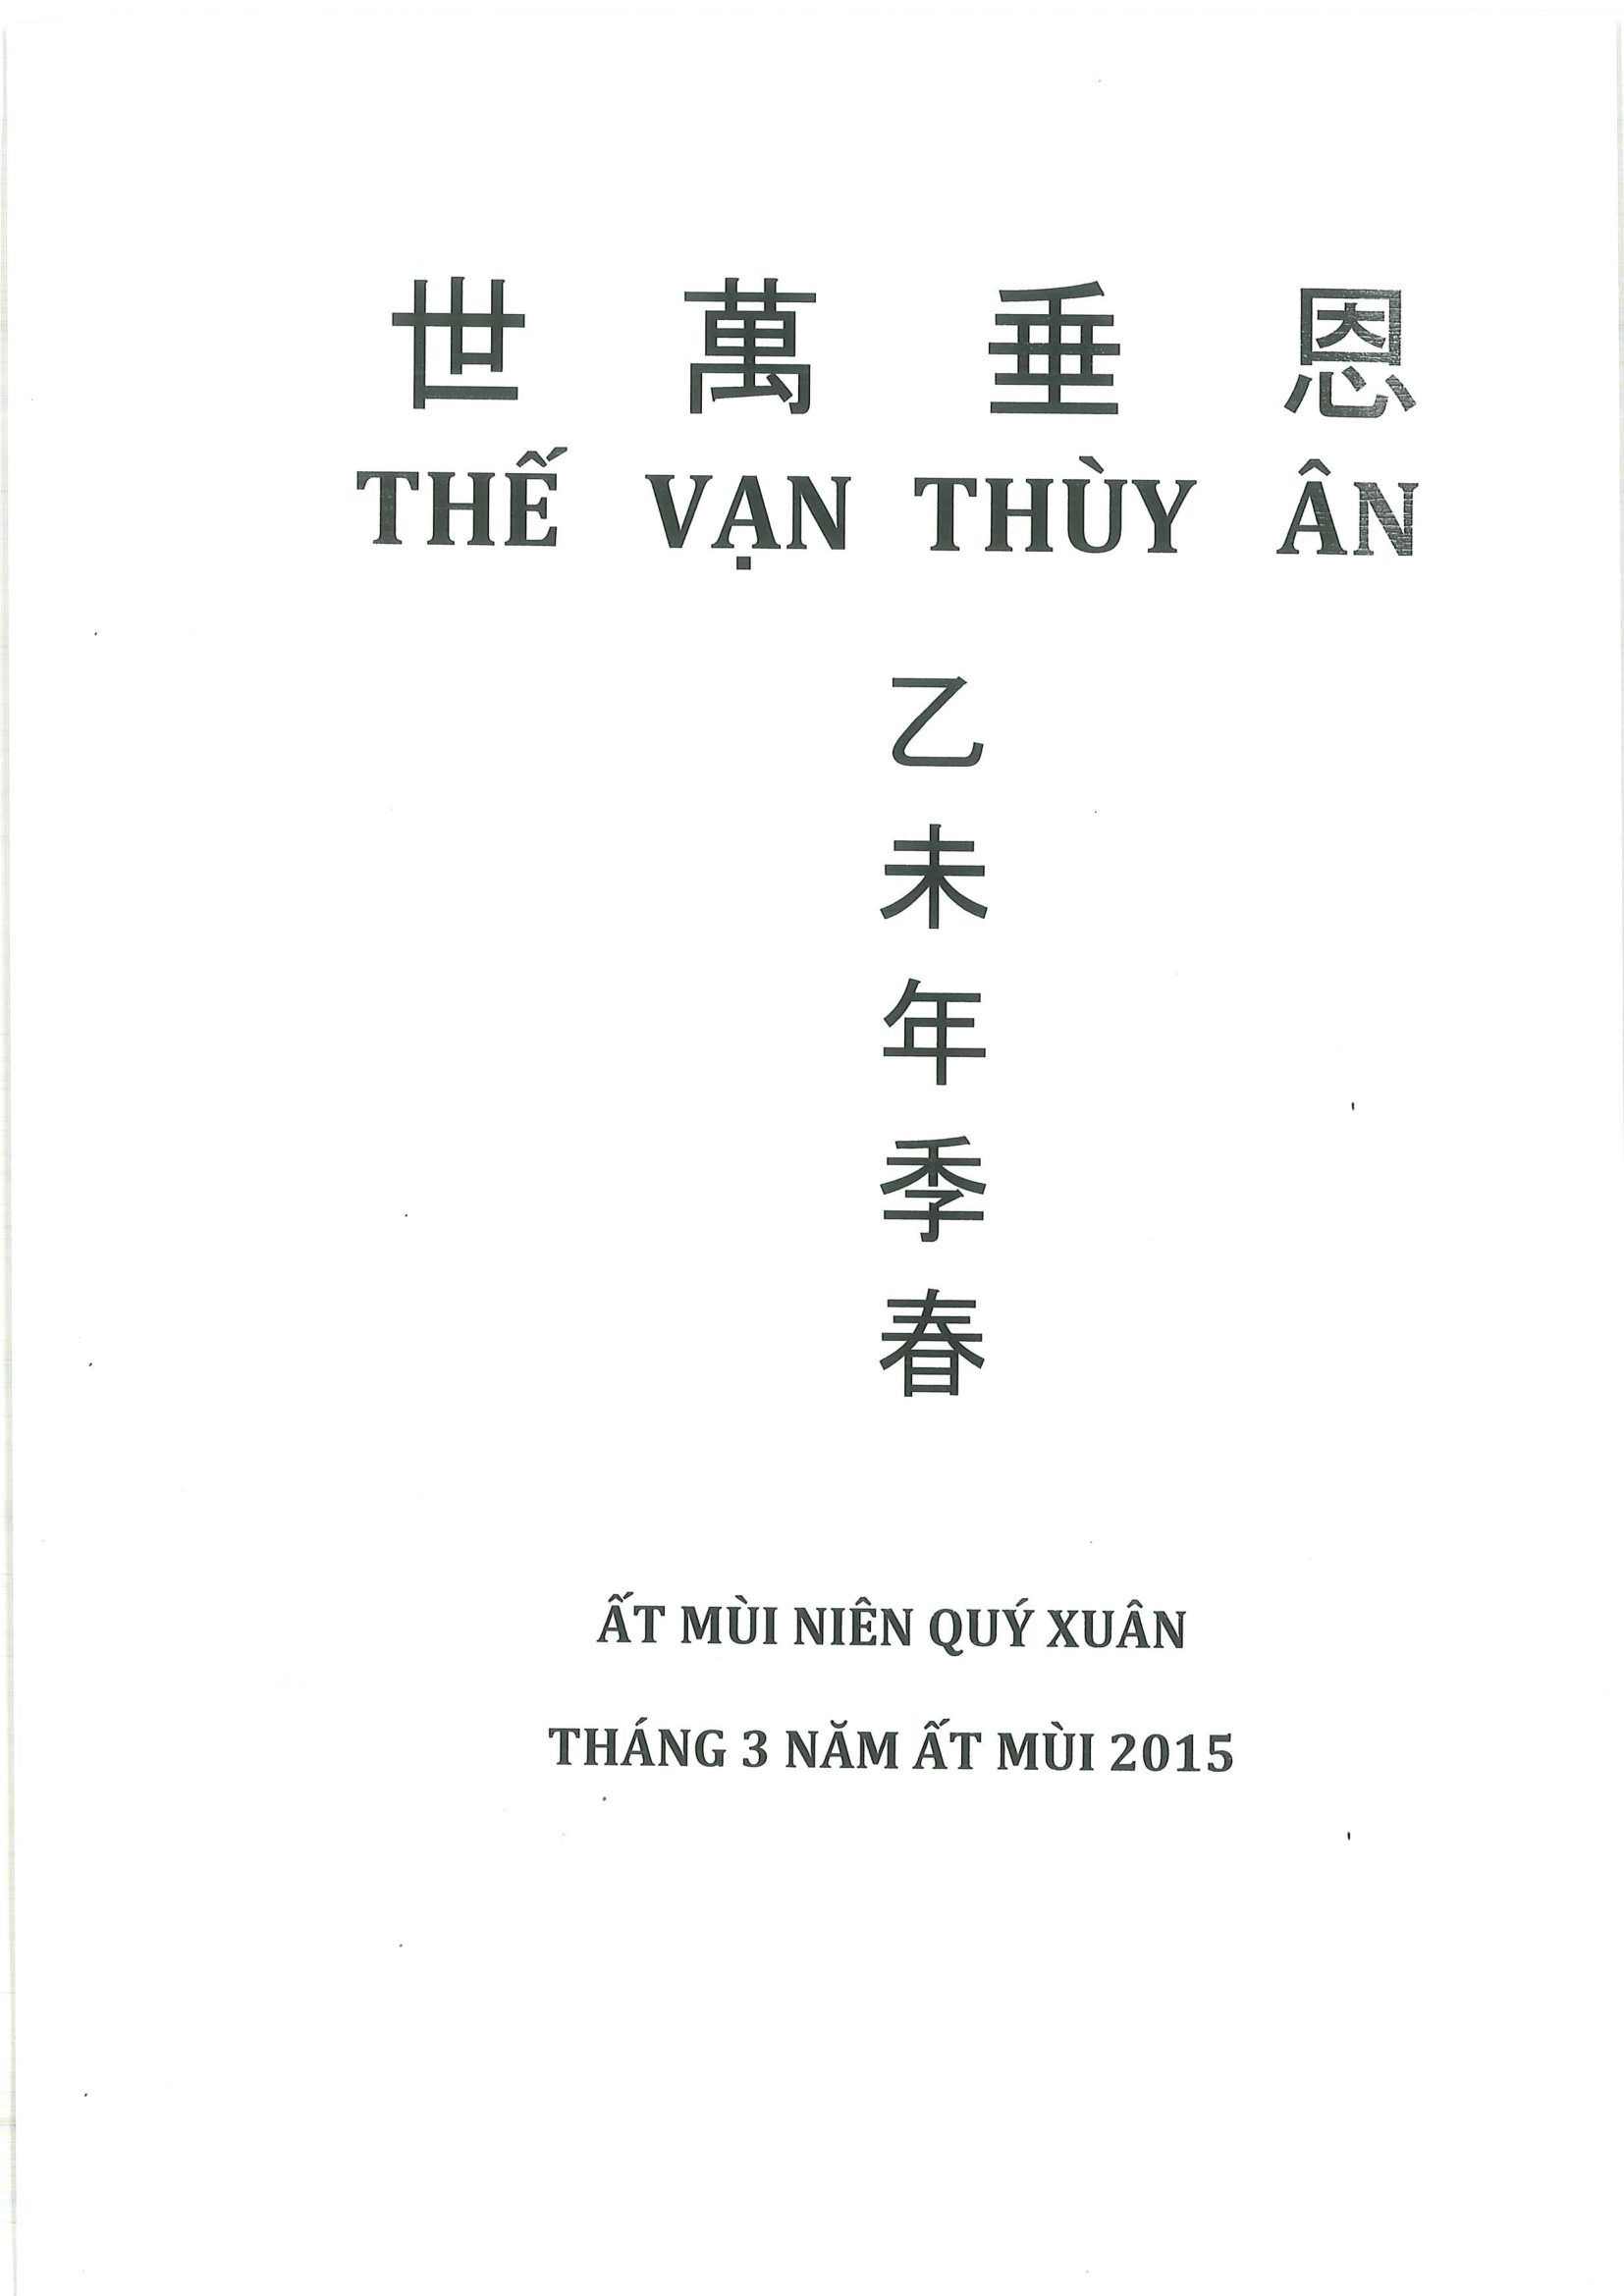 世 萬 垂 恩
THẾ VẠN THÙY ÂN
乙
未
年
季
春
ẤT MÙI NIÊN QUÝ XUÂN
THÁNG 3 NĂM ẤT MÙI 2015